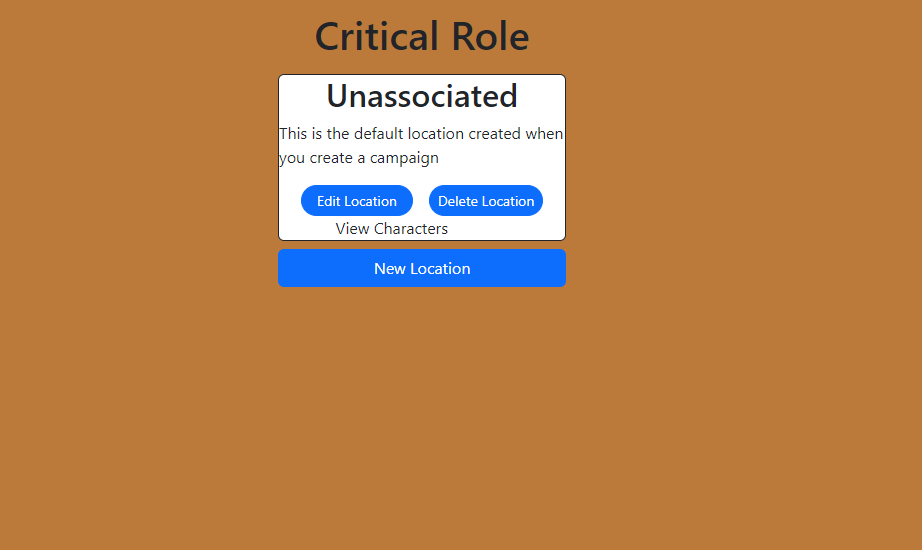 Critical Role
Unassociated
This is the default location created when
you create a campaign
Edit Location Delete Location
View Characters
New Location